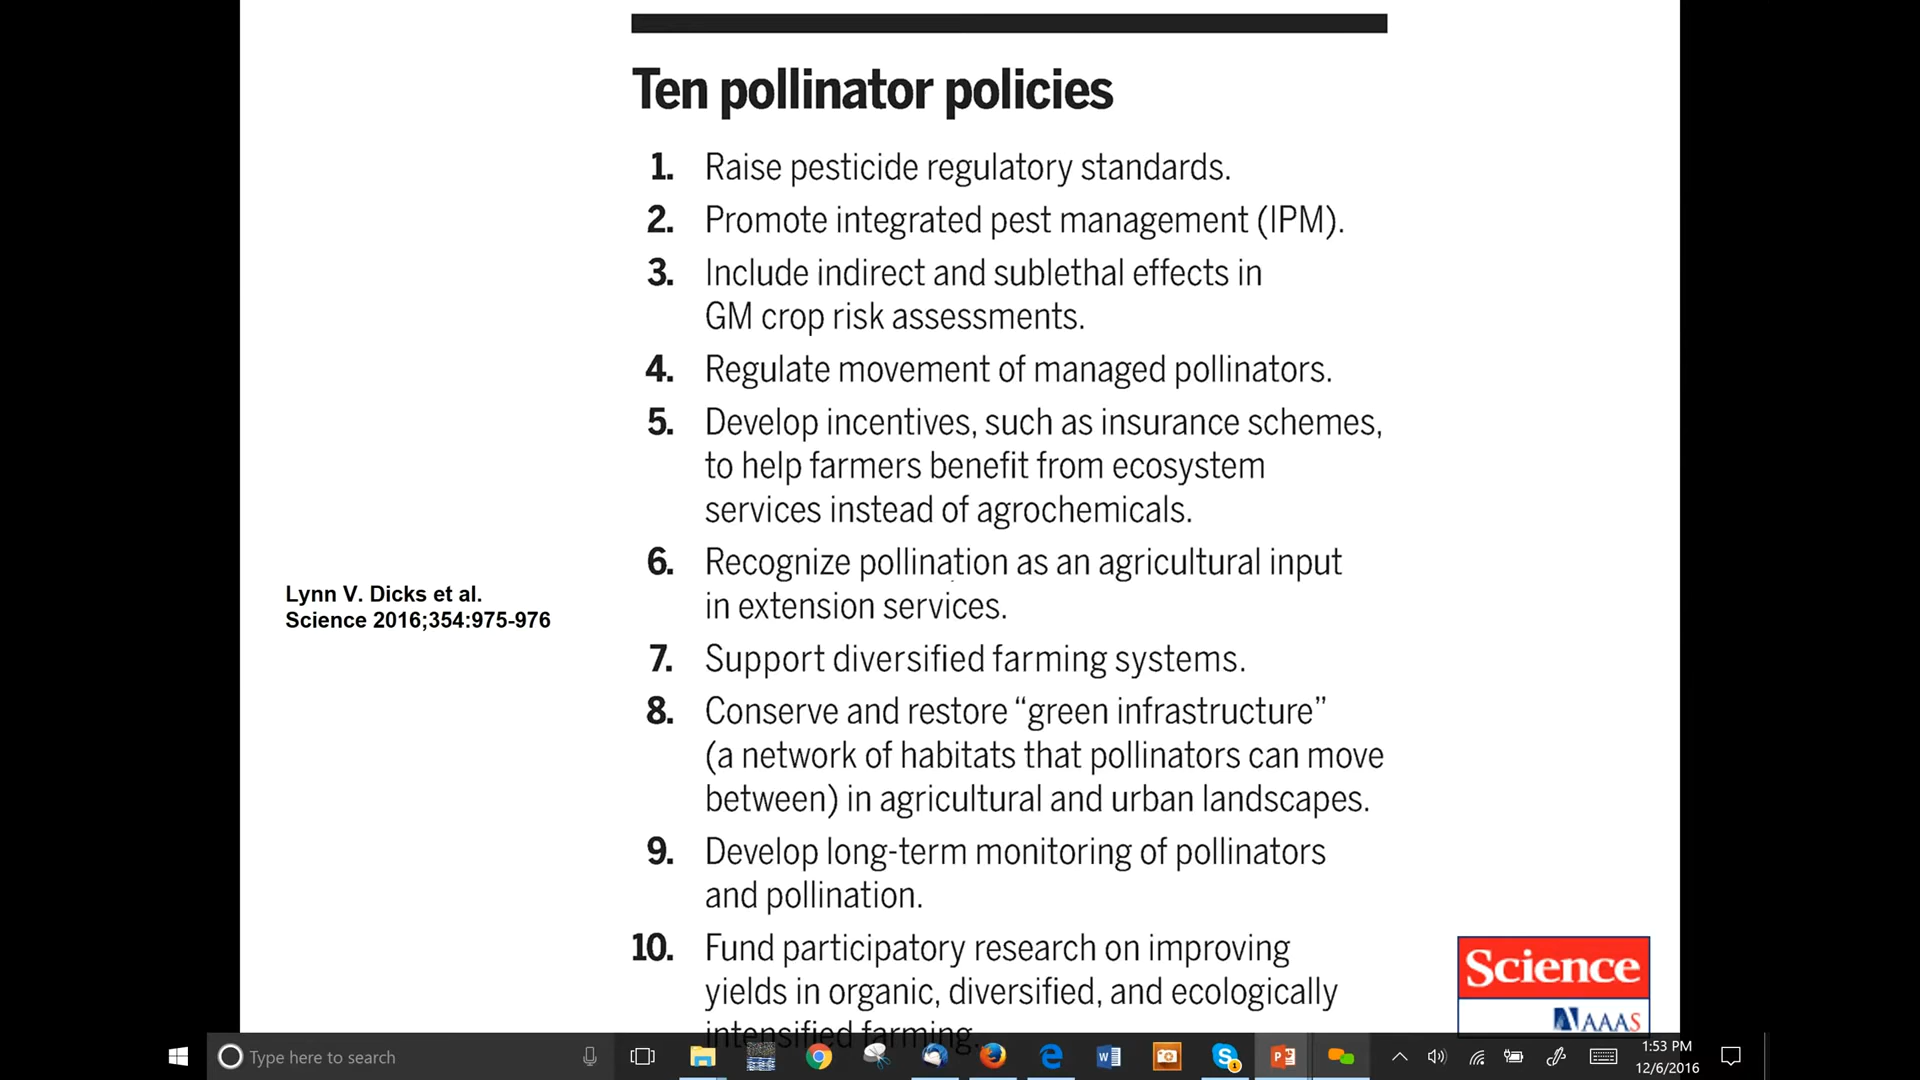 Ten pollinator policies
1. Raise pesticide regulatory standards.
2. Promote integrated pest management (IPM).
3. Include indirect and sublethal effects in
GM crop risk assessments.
4. Regulate movement of managed pollinators.
5. Develop incentives, such as insurance schemes,
to help farmers benefit from ecosystem
services instead of agrochemicals.
6. Recognize pollination as an agricultural input
in extension services.
7. Support diversified farming systems.
8. Conserve and restore “green infrastructure”
(a network of habitats that pollinators can move
between) in agricultural and urban landscapes.
9. Develop long-term monitoring of pollinators
and pollination.
10. Fund participatory research on improving
yields in organic, diversified, and ecologically
intensified farming.
Lynn V. Dicks et al.
Science 2016;354:975-976
Science
AAAS
Type here to search
1:53 PM
12/6/2016